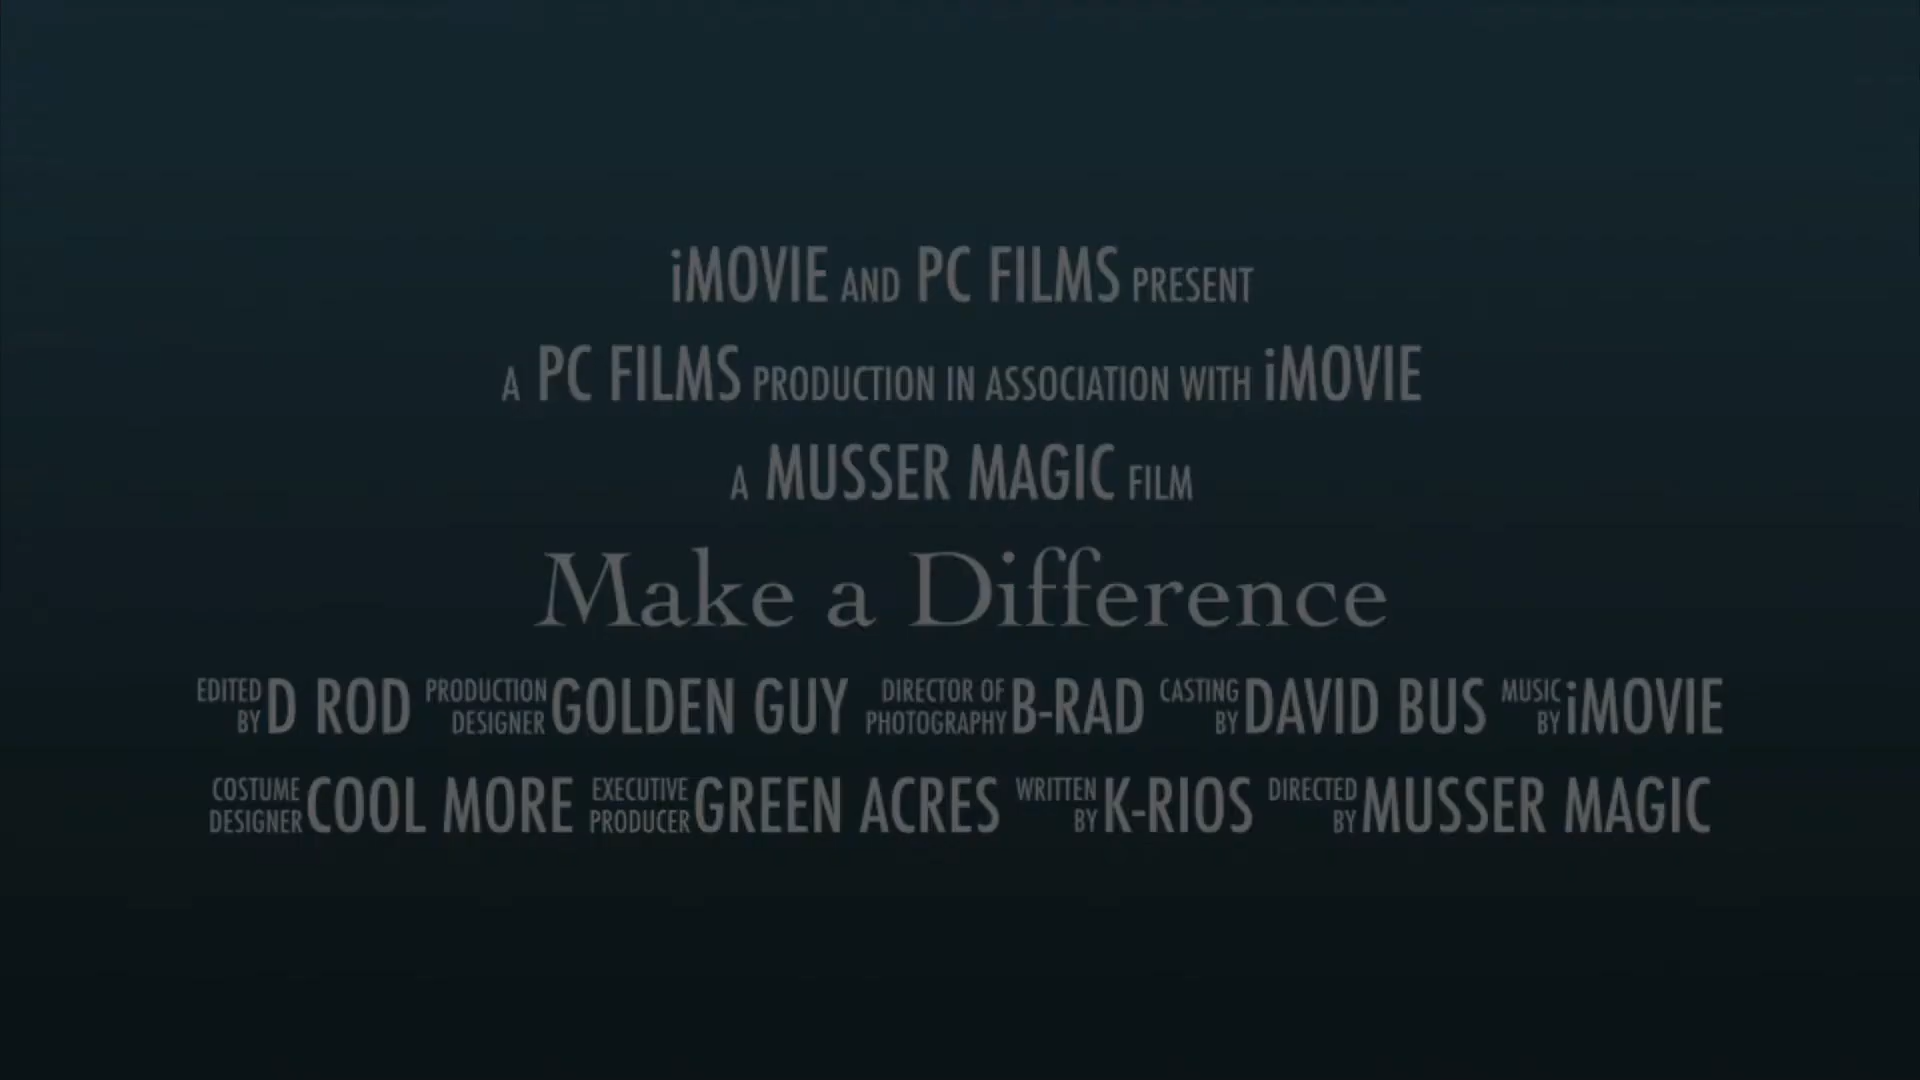 iMOVIE AND PC FILMS PRESENT
A PC FILMS PRODUCTION IN ASSOCIATION WITH iMOVIE
A MUSSER MAGIC FILM
Make a Difference
EDITED BY D ROD PRODUCTION DESIGNER GOLDEN GUY DIRECTOR OF PHOTOGRAPHY B-RAD CASTING BY DAVID BUS MUSIC BY iMOVIE
COSTUME DESIGNER COOL MORE EXECUTIVE PRODUCER GREEN ACRES WRITTEN BY K-RIOS DIRECTED BY MUSSER MAGIC